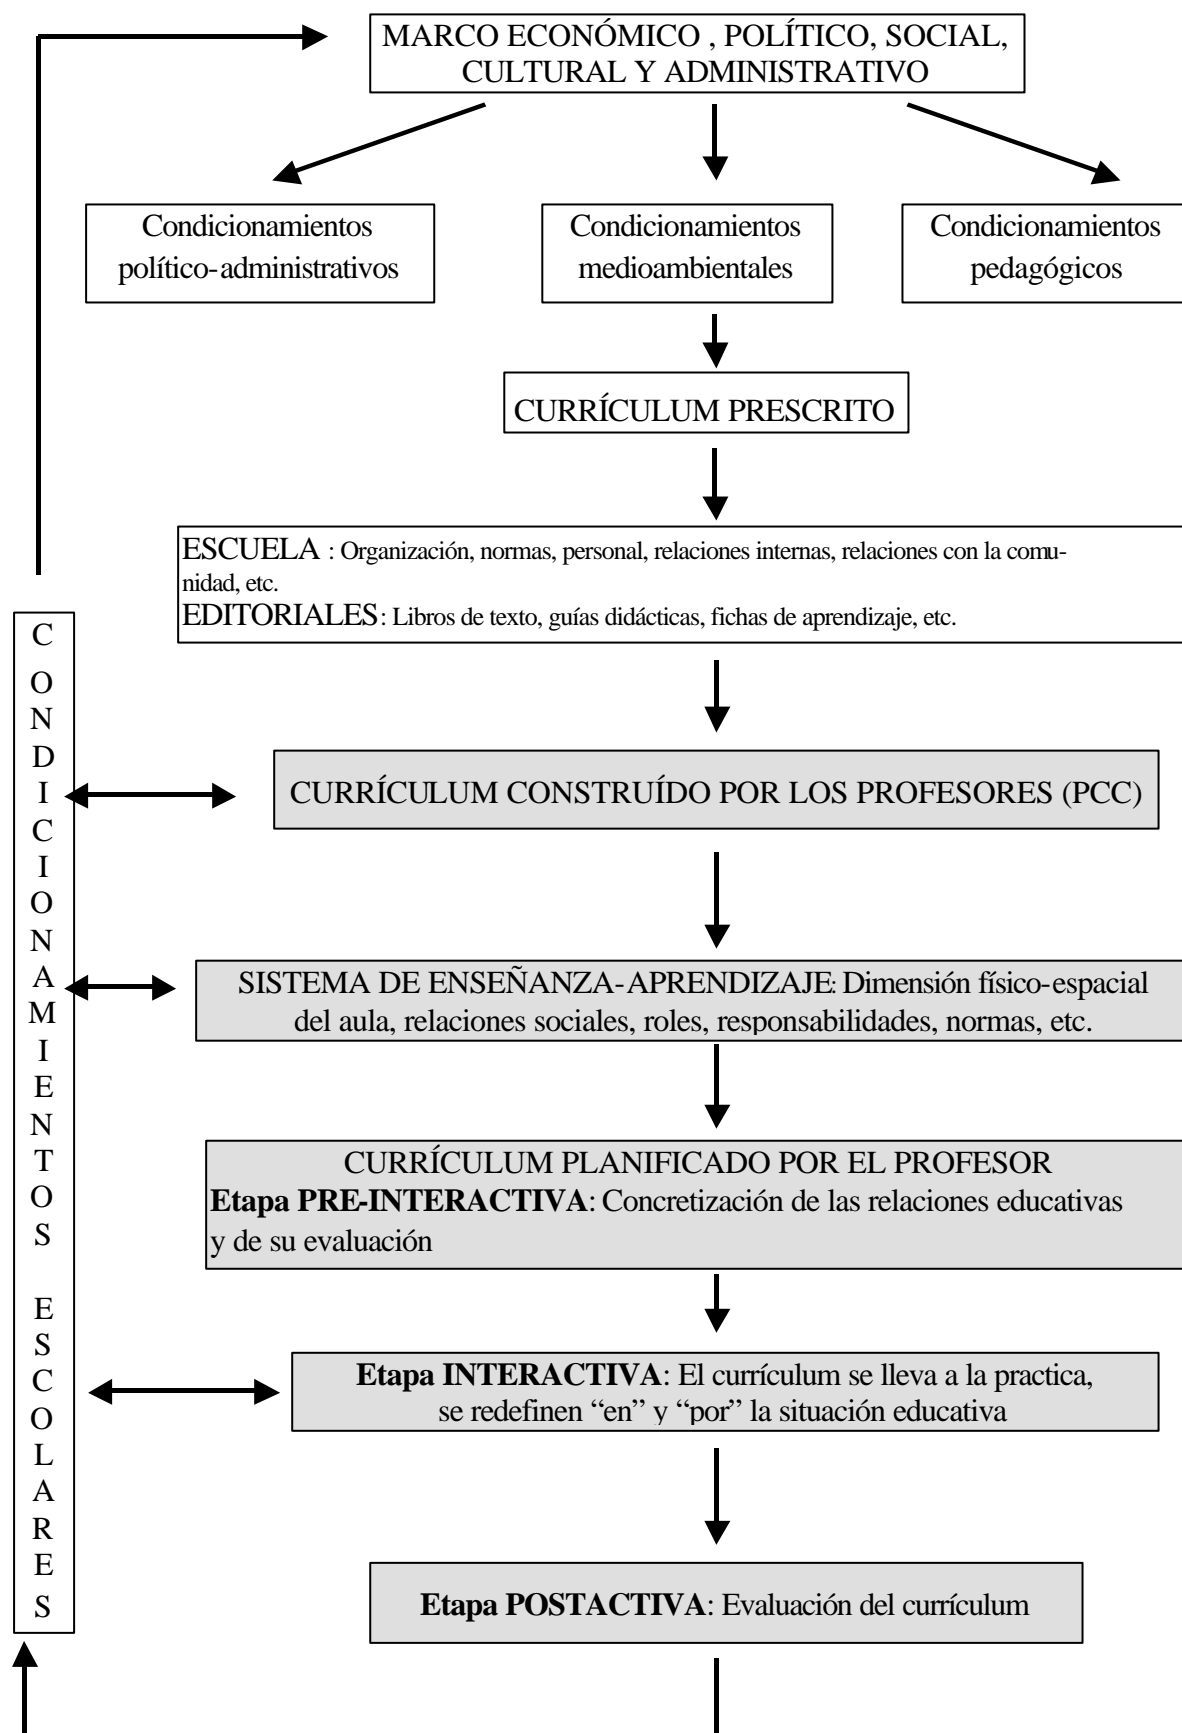 MARCO ECONÓMICO , POLÍTICO, SOCIAL,
CULTURAL Y ADMINISTRATIVO
Condicionamientos
político-administrativos
Condicionamientos
medioambientales
Condicionamientos
pedagógicos
CURRÍCULUM PRESCRITO
ESCUELA : Organización, normas, personal, relaciones internas, relaciones con la comu-
nidad, etc.
EDITORIALES: Libros de texto, guías didácticas, fichas de aprendizaje, etc.
CONDICIONAMIENTOS ESCOLARES
CURRÍCULUM CONSTRUÍDO POR LOS PROFESORES (PCC)
SISTEMA DE ENSEÑANZA-APRENDIZAJE: Dimensión físico-espacial
del aula, relaciones sociales, roles, responsabilidades, normas, etc.
CURRÍCULUM PLANIFICADO POR EL PROFESOR
Etapa PRE-INTERACTIVA: Concretización de las relaciones educativas
y de su evaluación
Etapa INTERACTIVA: El currículum se lleva a la practica,
se redefinen “en” y “por” la situación educativa
Etapa POSTACTIVA: Evaluación del currículum